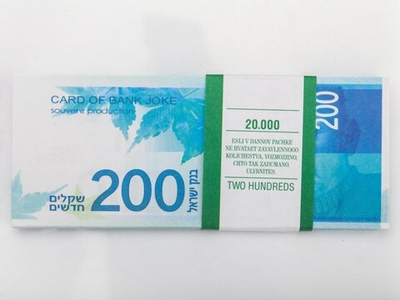 CARD OF BANK JOKE
souvenir production
200
שקלים
חדשים
בנק ישראל
20.000
ESLI V DANNOY PACHKE
NE HVATAET ZAYAVLENNOGO
KOLICHESTVA, VOZMOZHNO,
CHTO TAK ZADUMANO.
ULYBNITES.
TWO HUNDREDS
200